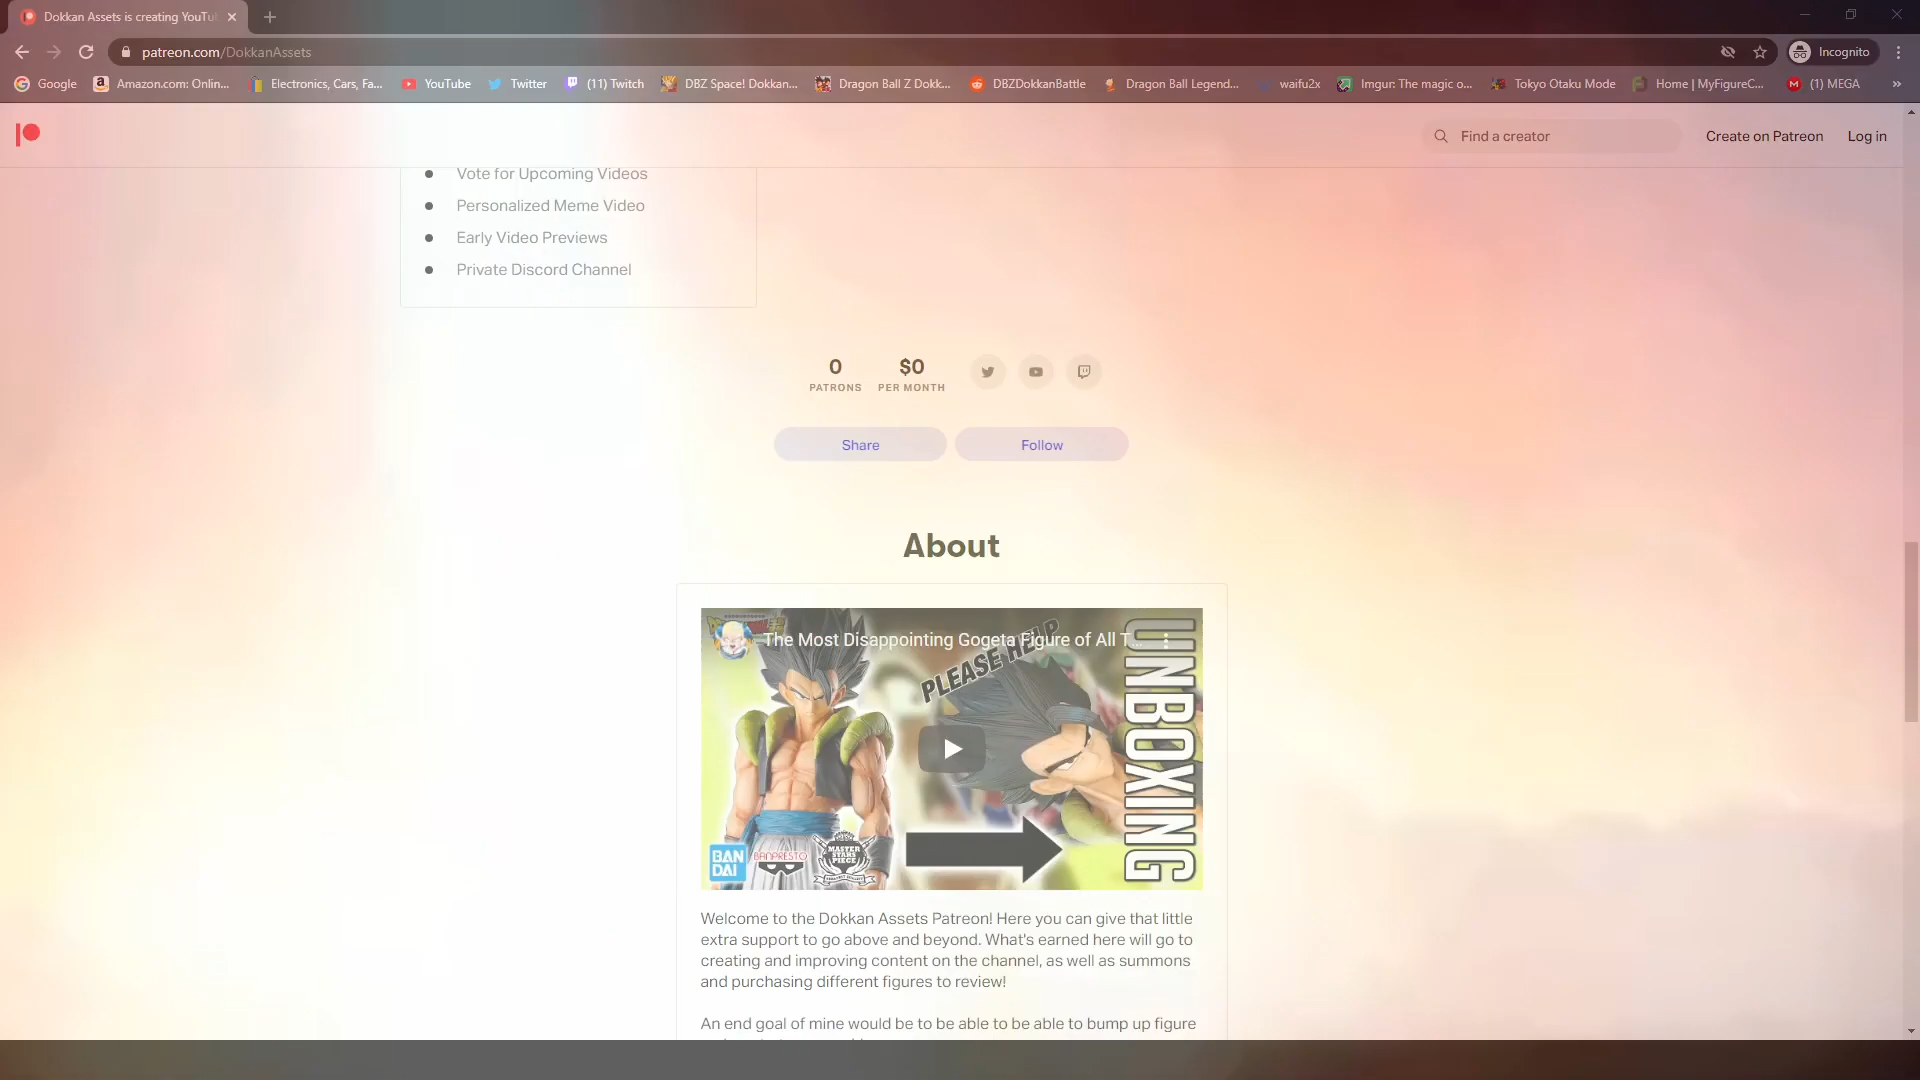 Dokkan Assets is creating YouTu
patreon.com/DokkanAssets
Incognito
Google
Amazon.com: Onlin...
Electronics, Cars, Fa...
YouTube
Twitter
(11) Twitch
DBZ Space! Dokkan...
Dragon Ball Z Dokk...
DBZDokkanBattle
Dragon Ball Legend...
waifu2x
Imgur: The magic o...
Tokyo Otaku Mode
Home | MyFigureC...
(1) MEGA
Find a creator
Create on Patreon
Log in
Vote for Upcoming Videos
Personalized Meme Video
Early Video Previews
Private Discord Channel
0
PATRONS
$0
PER MONTH
Share
Follow
About
The Most Disappointing Gogeta Figure of All T...
PLEASE HELP
UNBOXING
BAN
DAI
BANPRESTO
MASTER
STARS
PIECE
Welcome to the Dokkan Assets Patreon! Here you can give that little
extra support to go above and beyond. What's earned here will go to
creating and improving content on the channel, as well as summons
and purchasing different figures to review!
An end goal of mine would be to be able to be able to bump up figure